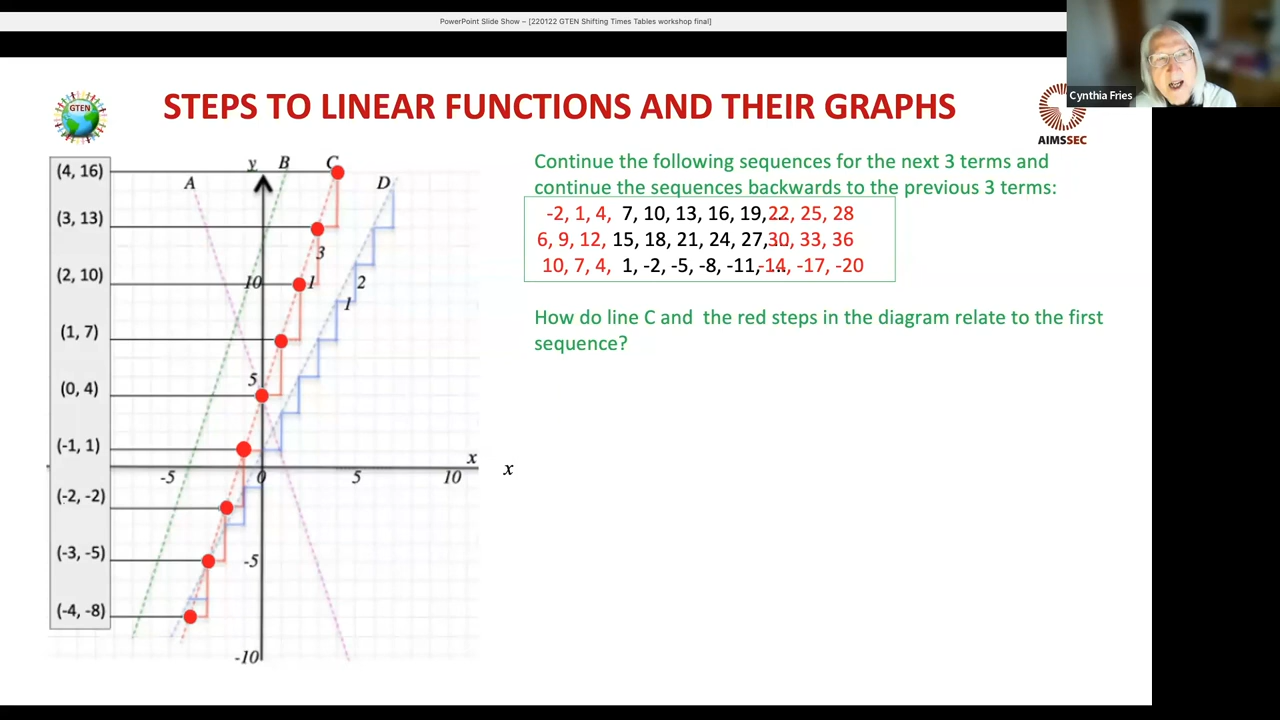 PowerPoint Slide Show – [220122 GTEN Shifting Times Tables workshop final]
Cynthia Fries
GTEN
STEPS TO LINEAR FUNCTIONS AND THEIR GRAPHS
AIMSSEC
(4, 16)
(3, 13)
(2, 10)
(1, 7)
(0, 4)
(-1, 1)
(-2, -2)
(-3, -5)
(-4, -8)
A
y
B
C
D
3
10
1
2
1
5
x
-5
0
5
10
-5
-10
x
Continue the following sequences for the next 3 terms and
continue the sequences backwards to the previous 3 terms:
-2, 1, 4, 7, 10, 13, 16, 19, ... 22, 25, 28
6, 9, 12, 15, 18, 21, 24, 27, ... 30, 33, 36
10, 7, 4, 1, -2, -5, -8, -11, ... -14, -17, -20
How do line C and the red steps in the diagram relate to the first
sequence?